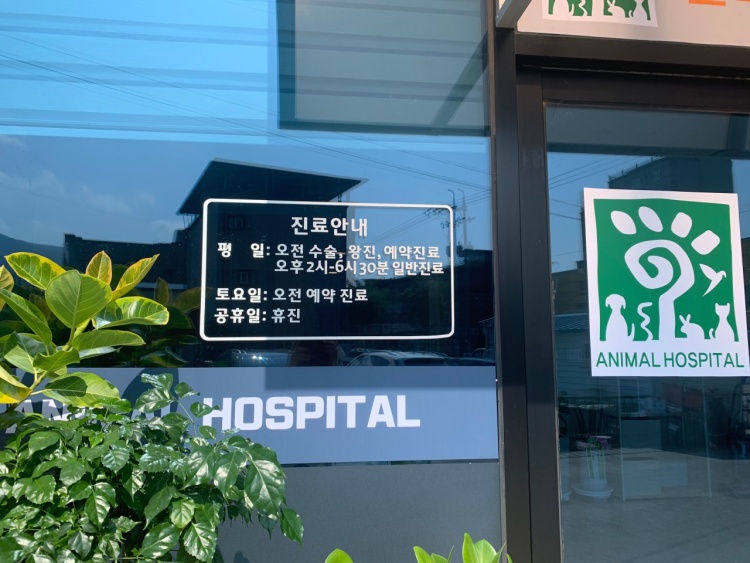 진료안내
평 일: 오전 수술, 왕진, 예약진료
오후 2시-6시 30분 일반진료
토요일: 오전 예약 진료
공휴일: 휴진
HOSPITAL
ANIMAL HOSPITAL